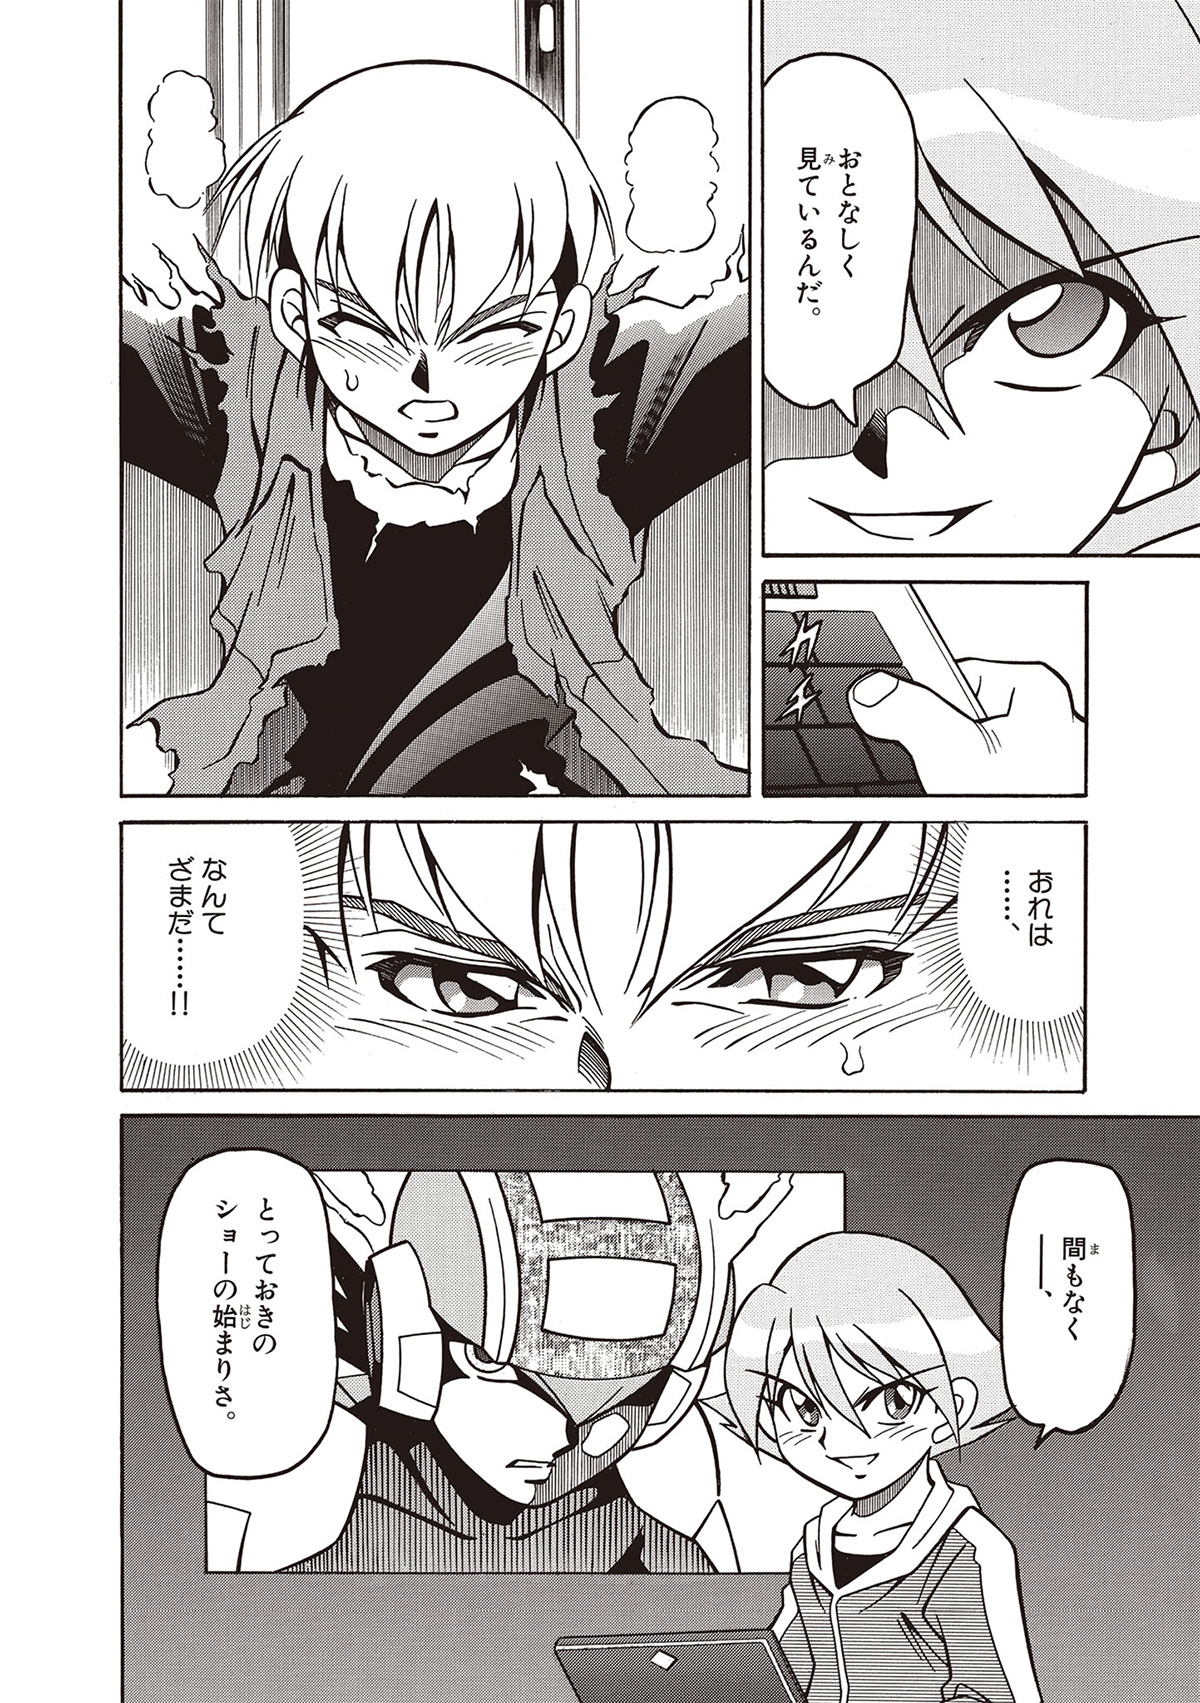 おとなしく
見ているんだ。
カタ
おれは
……、
なんて
ざまだ……!!
間もなく
――、
とっておきの
ショーの始まりさ。